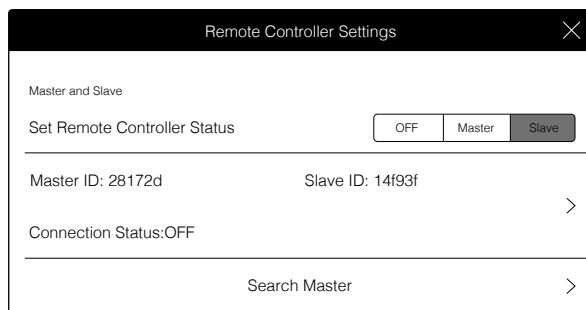 Remote Controller Settings
Master and Slave
Set Remote Controller Status OFF Master Slave
Master ID: 28172d Slave ID: 14f93f
Connection Status:OFF
Search Master